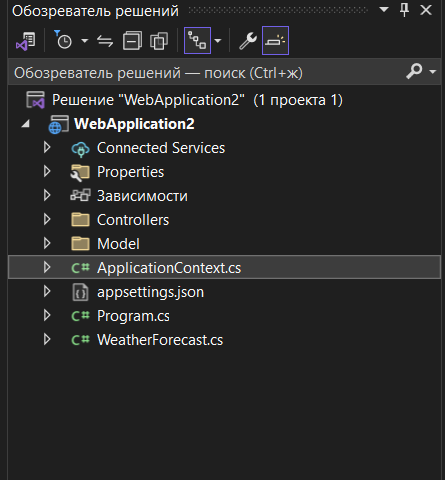 Обозреватель решений
Обозреватель решений — поиск (Ctrl+ж)
Решение "WebApplication2" (1 проекта 1)
WebApplication2
Connected Services
Properties
Зависимости
Controllers
Model
C# ApplicationContext.cs
appsettings.json
C# Program.cs
C# WeatherForecast.cs